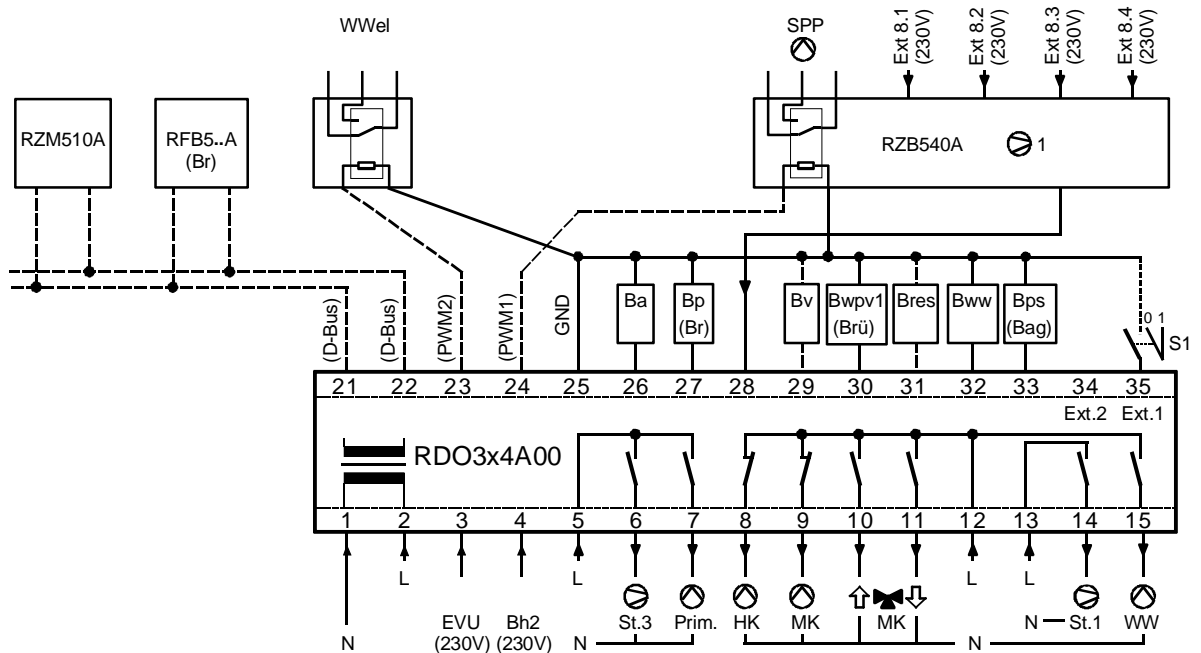 WWel
SPP
Ext 8.1
(230V)
Ext 8.2
(230V)
Ext 8.3
(230V)
Ext 8.4
(230V)
RZM510A
RFB5..A
(Br)
RZB540A
1
(D-Bus)
(D-Bus)
(PWM2)
(PWM1)
GND
Ba
Bp
(Br)
Bv
Bwpv1
(Brü)
Bres
Bww
Bps
(Bag)
0 1
S1
21 22 23 24 25 26 27 28 29 30 31 32 33 34 35
Ext.2 Ext.1
RDO3x4A00
1 2 3 4 5 6 7 8 9 10 11 12 13 14 15
L L L L
N EVU Bh2 N St.3 Prim. HK MK MK N N St.1 WW
(230V) (230V)